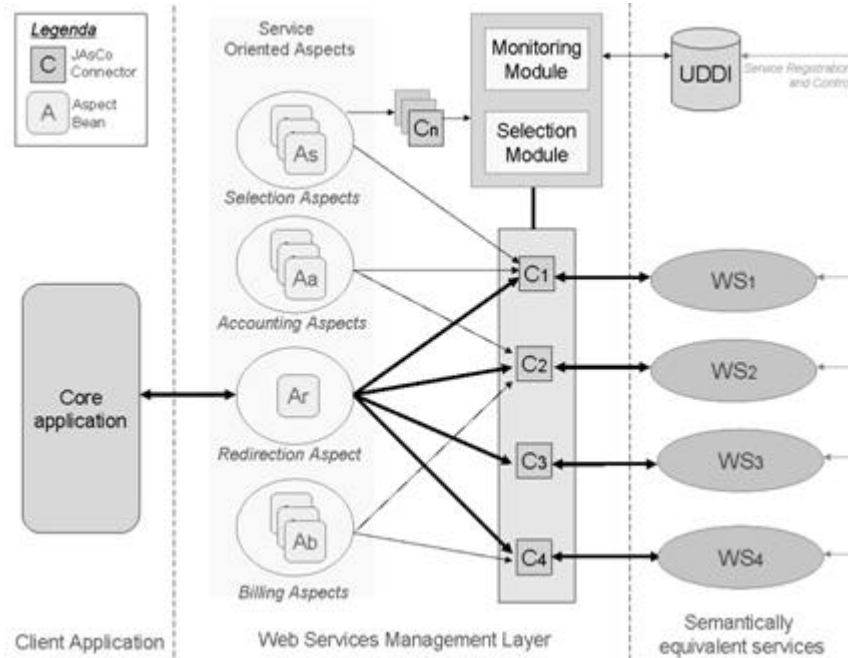 Legenda
C
JAsCo
Connector
A
Aspect
Bean
Service
Oriented Aspects
As
Selection Aspects
Aa
Accounting Aspects
Ar
Redirection Aspect
Ab
Billing Aspects
Cn
Monitoring
Module
Selection
Module
UDDI
Service Registration
and Control
Core
application
C1
C2
C3
C4
WS1
WS2
WS3
WS4
Client Application
Web Services Management Layer
Semantically
equivalent services